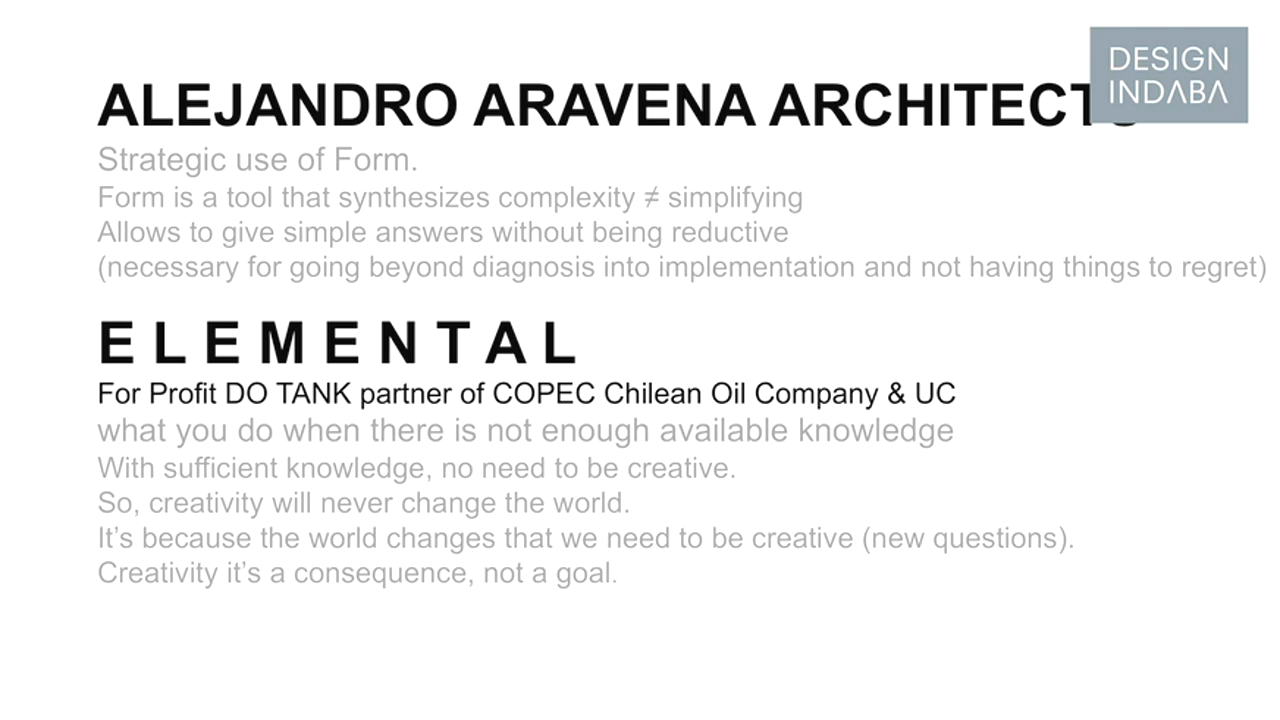 ALEJANDRO ARAVENA ARCHITECTS
DESIGN
INDABA
Strategic use of Form.
Form is a tool that synthesizes complexity ≠ simplifying
Allows to give simple answers without being reductive
(necessary for going beyond diagnosis into implementation and not having things to regret)
E L E M E N T A L
For Profit DO TANK partner of COPEC Chilean Oil Company & UC
what you do when there is not enough available knowledge
With sufficient knowledge, no need to be creative.
So, creativity will never change the world.
It’s because the world changes that we need to be creative (new questions).
Creativity it’s a consequence, not a goal.